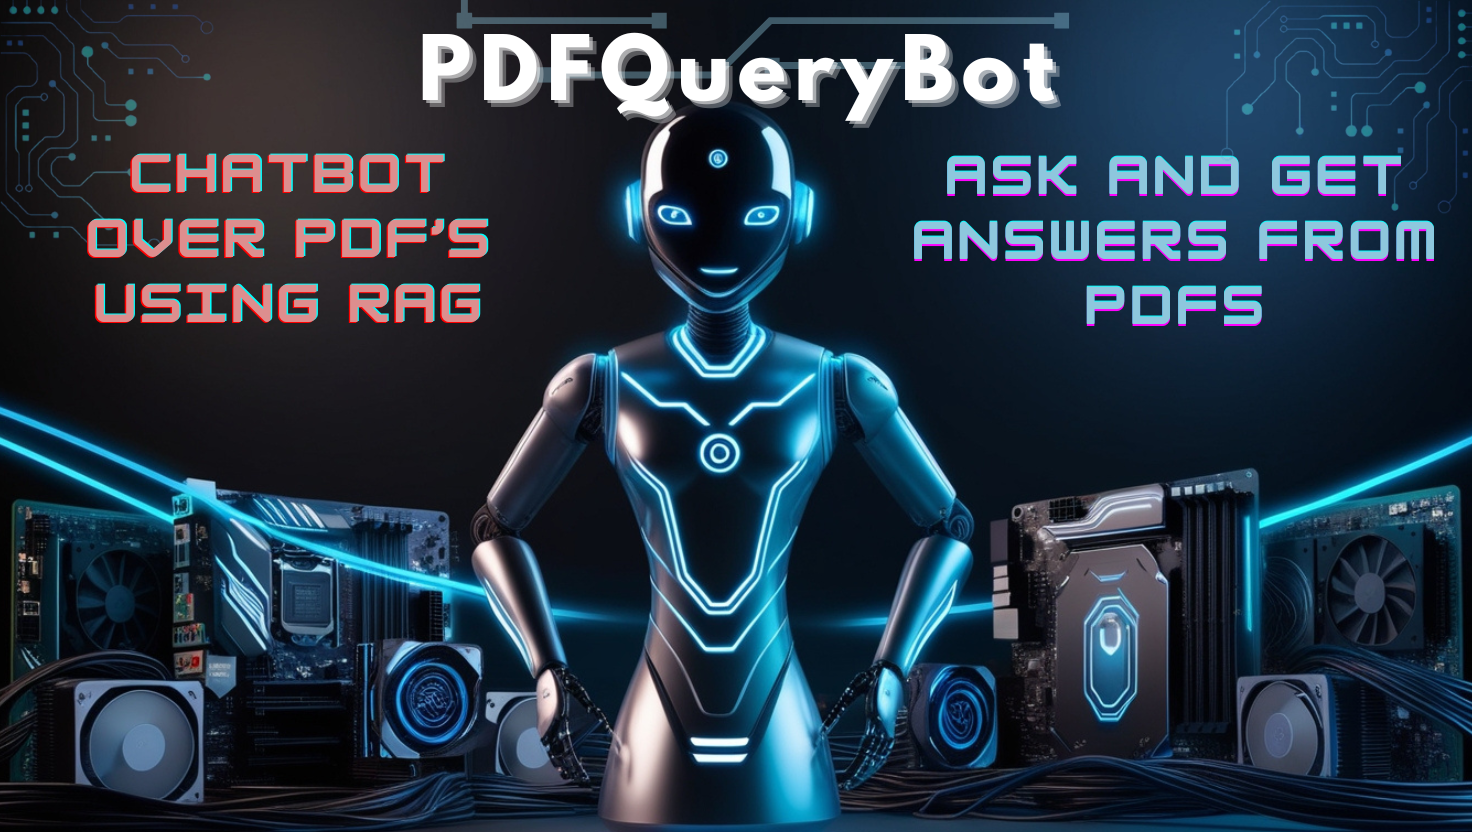 PDFQueryBot
CHATBOT
OVER PDF'S
USING RAG
ASK AND GET
ANSWERS FROM
PDFS